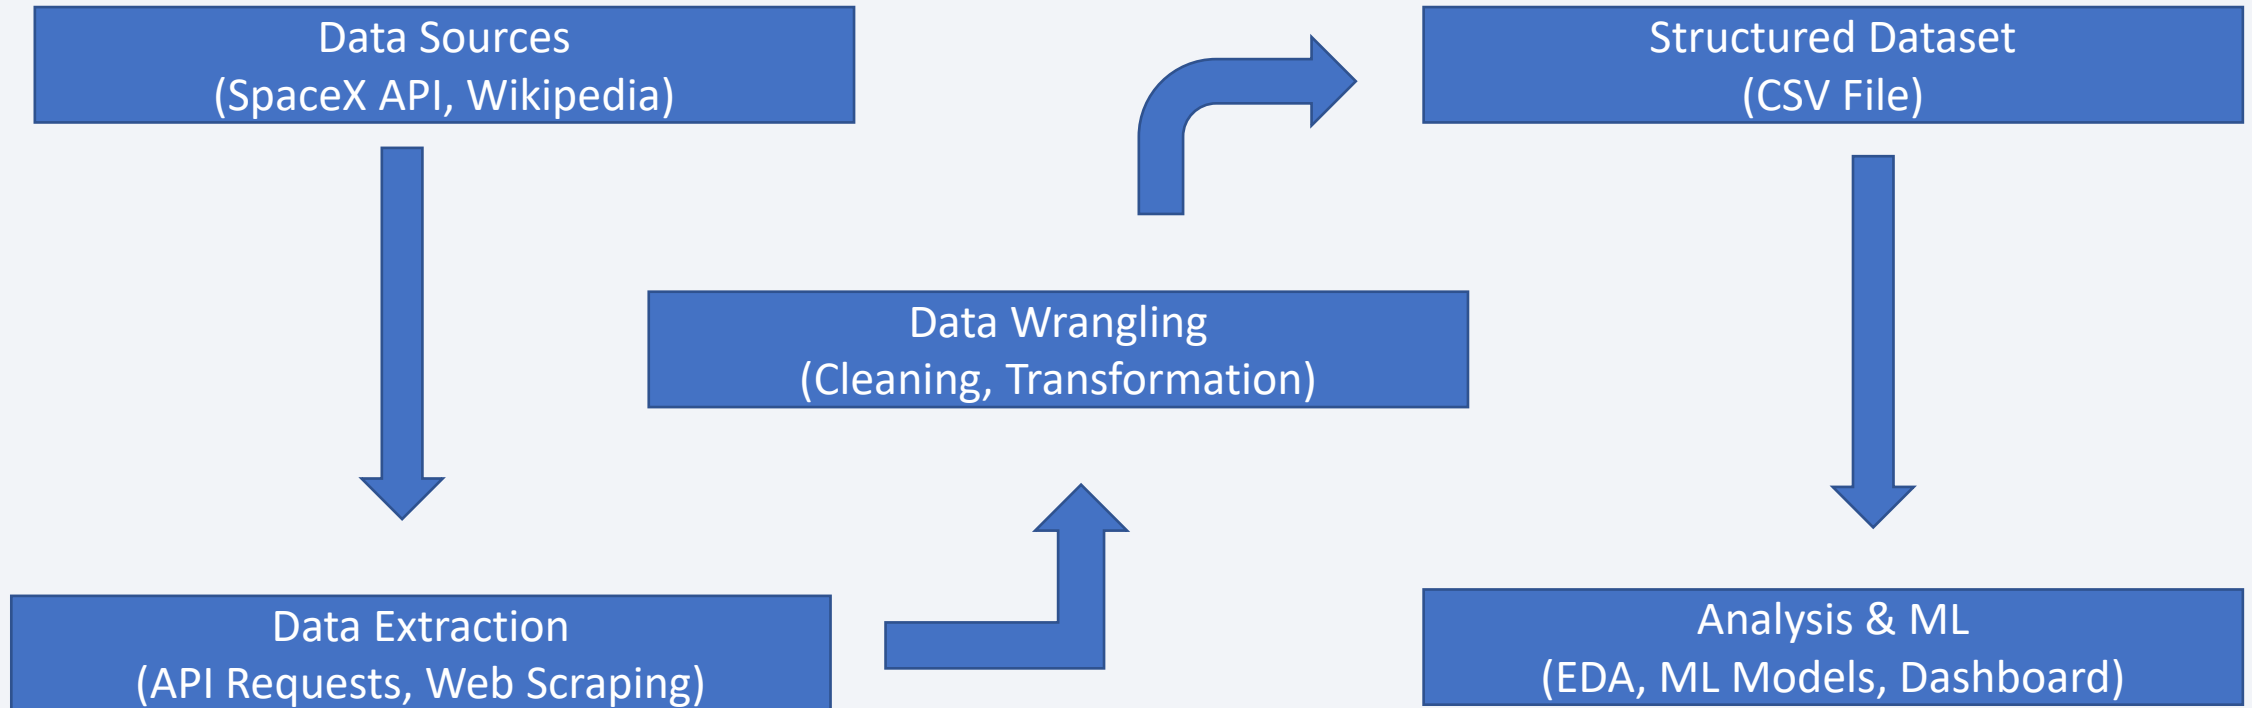 Data Sources
(SpaceX API, Wikipedia)
Data Extraction
(API Requests, Web Scraping)
Data Wrangling
(Cleaning, Transformation)
Structured Dataset
(CSV File)
Analysis & ML
(EDA, ML Models, Dashboard)